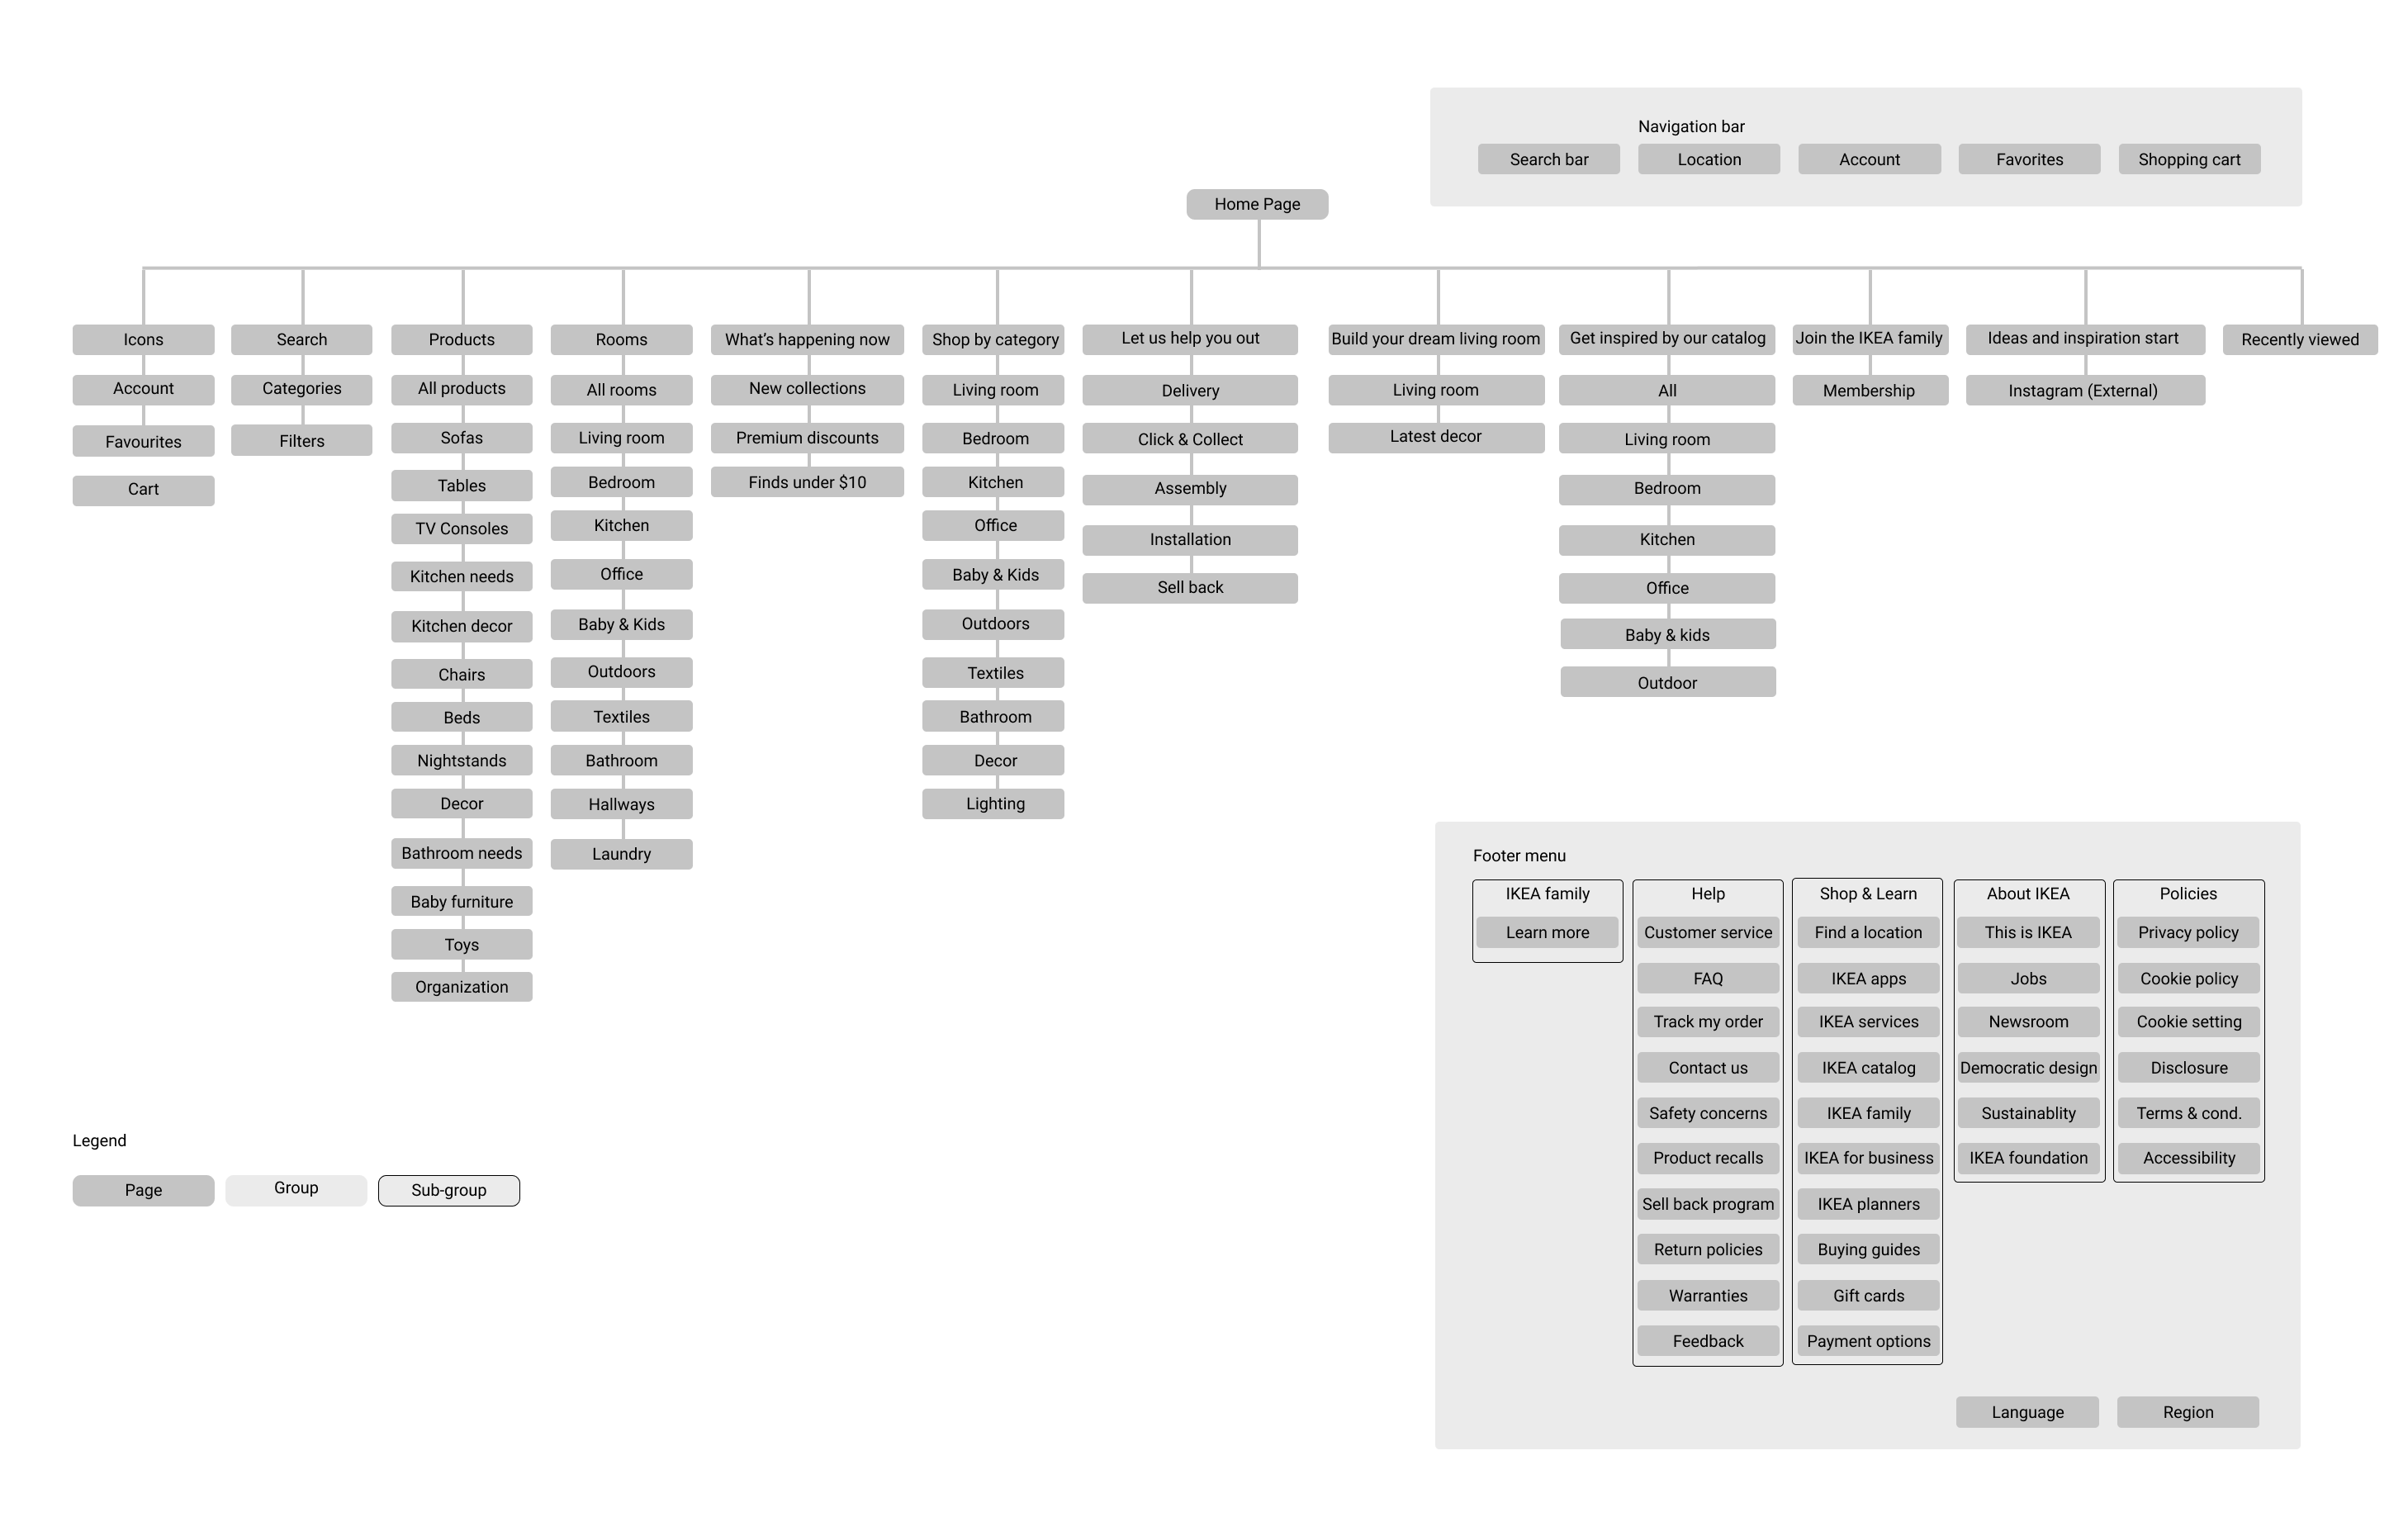 Navigation bar
Search bar
Location
Account
Favorites
Shopping cart
Home Page
Icons
Account
Favourites
Cart
Search
Categories
Filters
Products
All products
Sofas
Tables
TV Consoles
Kitchen needs
Kitchen decor
Chairs
Beds
Nightstands
Decor
Bathroom needs
Baby furniture
Toys
Organization
Rooms
All rooms
Living room
Bedroom
Kitchen
Office
Baby & Kids
Outdoors
Textiles
Bathroom
Hallways
Laundry
What's happening now
New collections
Premium discounts
Finds under $10
Shop by category
Living room
Bedroom
Kitchen
Office
Baby & Kids
Outdoors
Textiles
Bathroom
Decor
Lighting
Let us help you out
Delivery
Click & Collect
Assembly
Installation
Sell back
Build your dream living room
Living room
Latest decor
Get inspired by our catalog
All
Living room
Bedroom
Kitchen
Office
Baby & kids
Outdoor
Join the IKEA family
Membership
Ideas and inspiration start
Instagram (External)
Recently viewed
Footer menu
IKEA family
Learn more
Help
Customer service
FAQ
Track my order
Contact us
Safety concerns
Product recalls
Sell back program
Return policies
Warranties
Feedback
Shop & Learn
Find a location
IKEA apps
IKEA services
IKEA catalog
IKEA family
IKEA for business
IKEA planners
Buying guides
Gift cards
Payment options
About IKEA
This is IKEA
Jobs
Newsroom
Democratic design
Sustainablity
IKEA foundation
Policies
Privacy policy
Cookie policy
Cookie setting
Disclosure
Terms & cond.
Accessibility
Language
Region
Legend
Page
Group
Sub-group